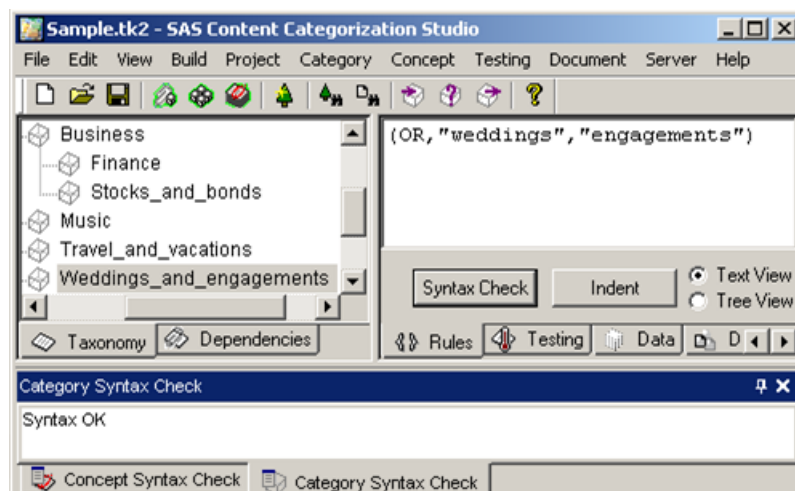 Sample.tk2 - SAS Content Categorization Studio
File Edit View Build Project Category Concept Testing Document Server Help
Business
Finance
Stocks_and_bonds
Music
Travel_and_vacations
Weddings_and_engagements
Taxonomy Dependencies
(OR,"weddings","engagements")
Syntax Check Indent Text View
Tree View
Rules Testing Data D
Category Syntax Check
Syntax OK
Concept Syntax Check Category Syntax Check